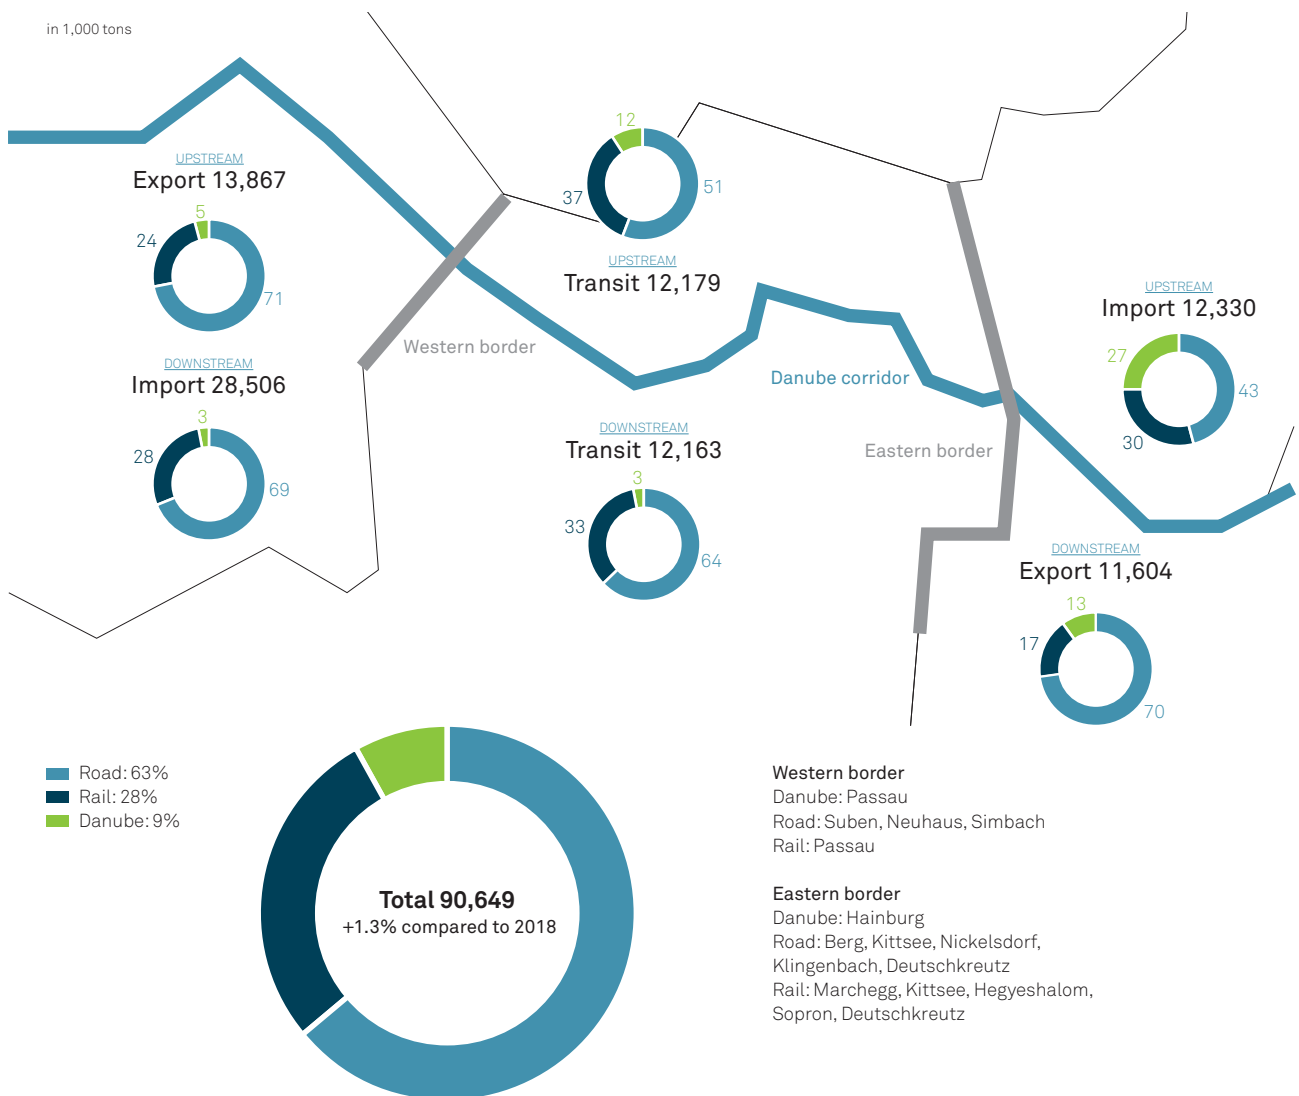 in 1,000 tons
UPSTREAM
Export 13,867
5
24
71
DOWNSTREAM
Import 28,506
3
28
69
12
37
51
UPSTREAM
Transit 12,179
Western border
Danube corridor
Eastern border
DOWNSTREAM
Transit 12,163
3
33
64
UPSTREAM
Import 12,330
27
43
30
DOWNSTREAM
Export 11,604
13
17
70
Road: 63%
Rail: 28%
Danube: 9%
Total 90,649
+1.3% compared to 2018
Western border
Danube: Passau
Road: Suben, Neuhaus, Simbach
Rail: Passau
Eastern border
Danube: Hainburg
Road: Berg, Kittsee, Nickelsdorf,
Klingenbach, Deutschkreutz
Rail: Marchegg, Kittsee, Hegyeshalom,
Sopron, Deutschkreutz